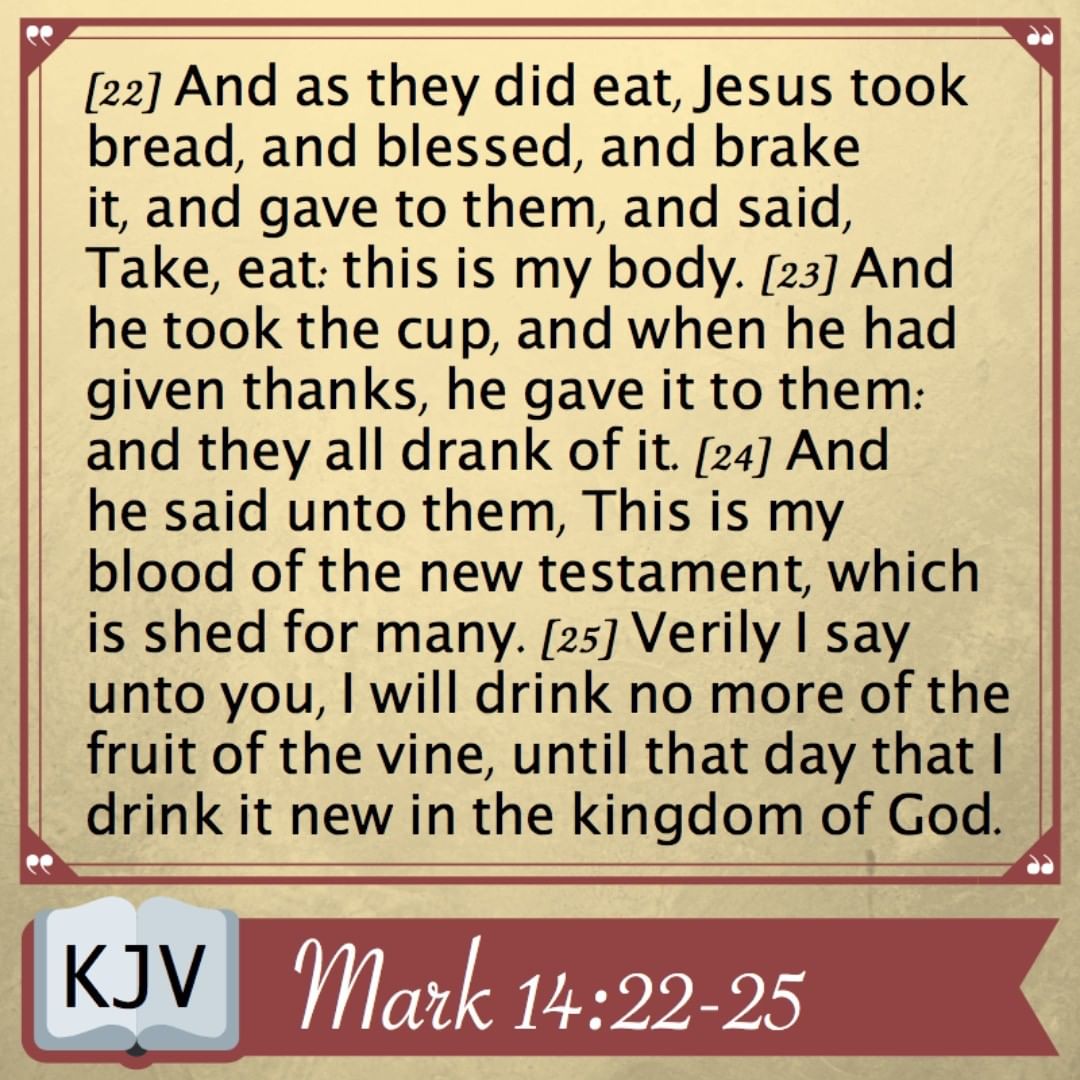 [22] And as they did eat, Jesus took
bread, and blessed, and brake
it, and gave to them, and said,
Take, eat: this is my body. [23] And
he took the cup, and when he had
given thanks, he gave it to them:
and they all drank of it. [24] And
he said unto them, This is my
blood of the new testament, which
is shed for many. [25] Verily I say
unto you, I will drink no more of the
fruit of the vine, until that day that I
drink it new in the kingdom of God.
KJV
Mark 14:22-25